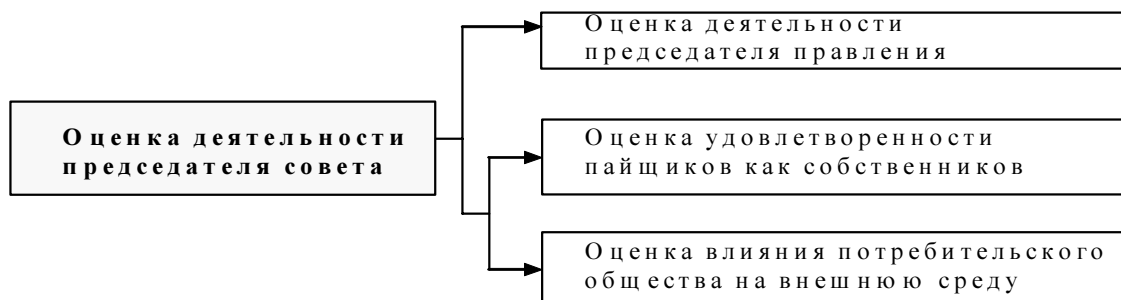 Оценка деятельности
председателя правления
Оценка деятельности
председателя совета
Оценка удовлетворенности
пайщиков как собственников
Оценка влияния потребительского
общества на внешнюю среду